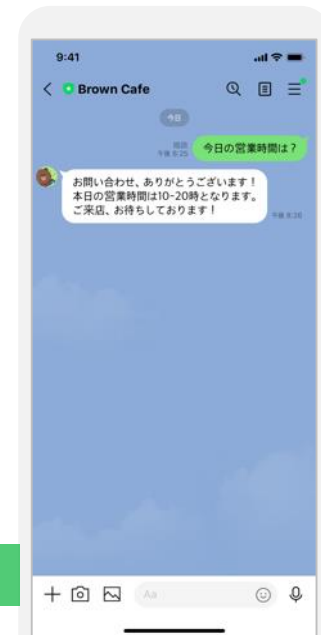 9:41
Brown Cafe
今日
既読
午後 8:25
今日の営業時間は？
お問い合わせ、ありがとうございます！
本日の営業時間は10-20時となります。
ご来店、お待ちしております！
午後 8:26
Aa